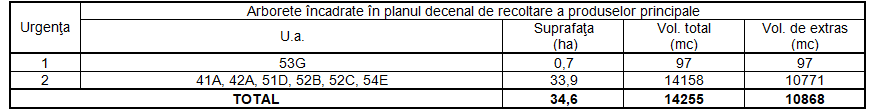 Urgenţa Arborete încadrate în planul decenal de recoltare a produselor principale
U.a. Suprafaţa (ha) Vol. total (mc) Vol. de extras (mc)
1 53G 0,7 97 97
2 41A, 42A, 51D, 52B, 52C, 54E 33,9 14158 10771
TOTAL 34,6 14255 10868